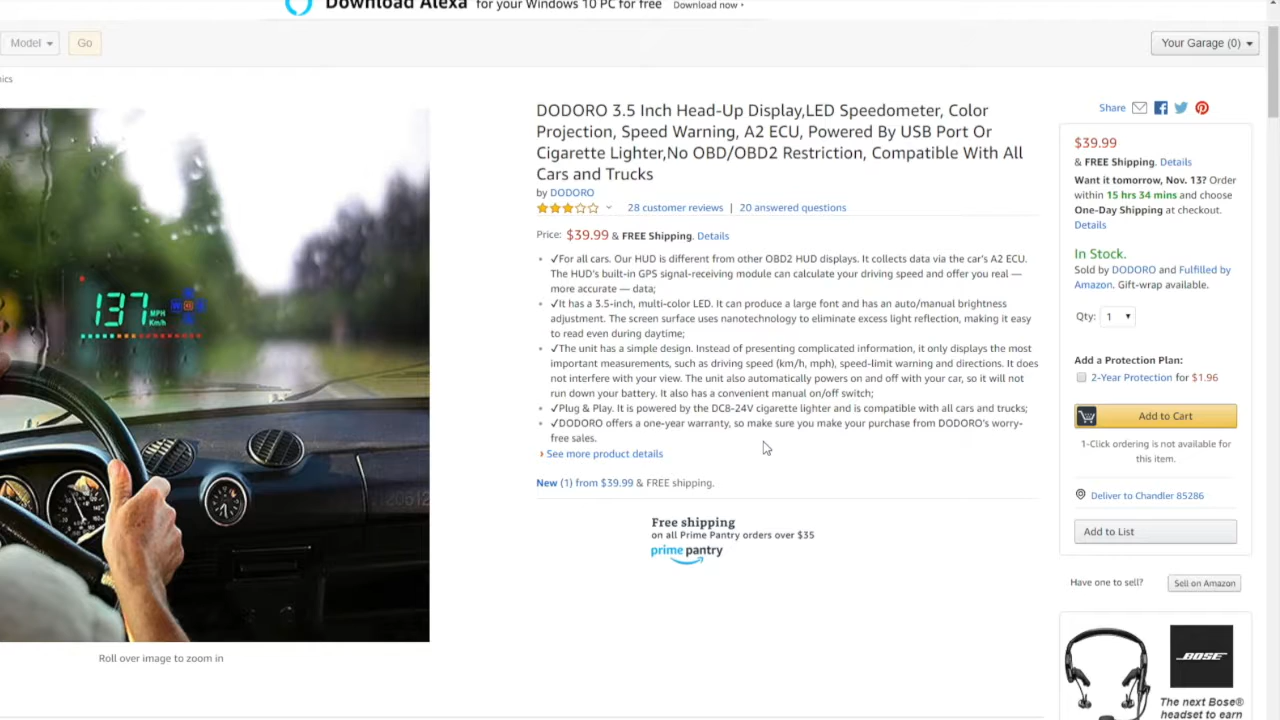 Download Alexa for your Windows 10 PC for free Download now ›
Model Go
Your Garage (0)
ics
DODORO 3.5 Inch Head-Up Display,LED Speedometer, Color
Projection, Speed Warning, A2 ECU, Powered By USB Port Or
Cigarette Lighter,No OBD/OBD2 Restriction, Compatible With All
Cars and Trucks
by DODORO
28 customer reviews | 20 answered questions
Price: $39.99 & FREE Shipping. Details
✓For all cars. Our HUD is different from other OBD2 HUD displays. It collects data via the car's A2 ECU.
The HUD's built-in GPS signal-receiving module can calculate your driving speed and offer you real —
more accurate — data;
✓It has a 3.5-inch, multi-color LED. It can produce a large font and has an auto/manual brightness
adjustment. The screen surface uses nanotechnology to eliminate excess light reflection, making it easy
to read even during daytime;
✓The unit has a simple design. Instead of presenting complicated information, it only displays the most
important measurements, such as driving speed (km/h, mph), speed-limit warning and directions. It does
not interfere with your view. The unit also automatically powers on and off with your car, so it will not
run down your battery. It also has a convenient manual on/off switch;
✓Plug & Play. It is powered by the DC8-24V cigarette lighter and is compatible with all cars and trucks;
✓DODORO offers a one-year warranty, so make sure you make your purchase from DODORO's worry-
free sales.
› See more product details
New (1) from $39.99 & FREE shipping.
Free shipping
on all Prime Pantry orders over $35
prime pantry
137
MPH
Km/h
Roll over image to zoom in
Share
$39.99
& FREE Shipping. Details
Want it tomorrow, Nov. 13? Order
within 15 hrs 34 mins and choose
One-Day Shipping at checkout.
Details
In Stock.
Sold by DODORO and Fulfilled by
Amazon. Gift-wrap available.
Qty: 1
Add a Protection Plan:
2-Year Protection for $1.96
Add to Cart
1-Click ordering is not available for
this item.
Deliver to Chandler 85286
Add to List
Have one to sell? Sell on Amazon
BOSE
The next Bose®
headset to earn